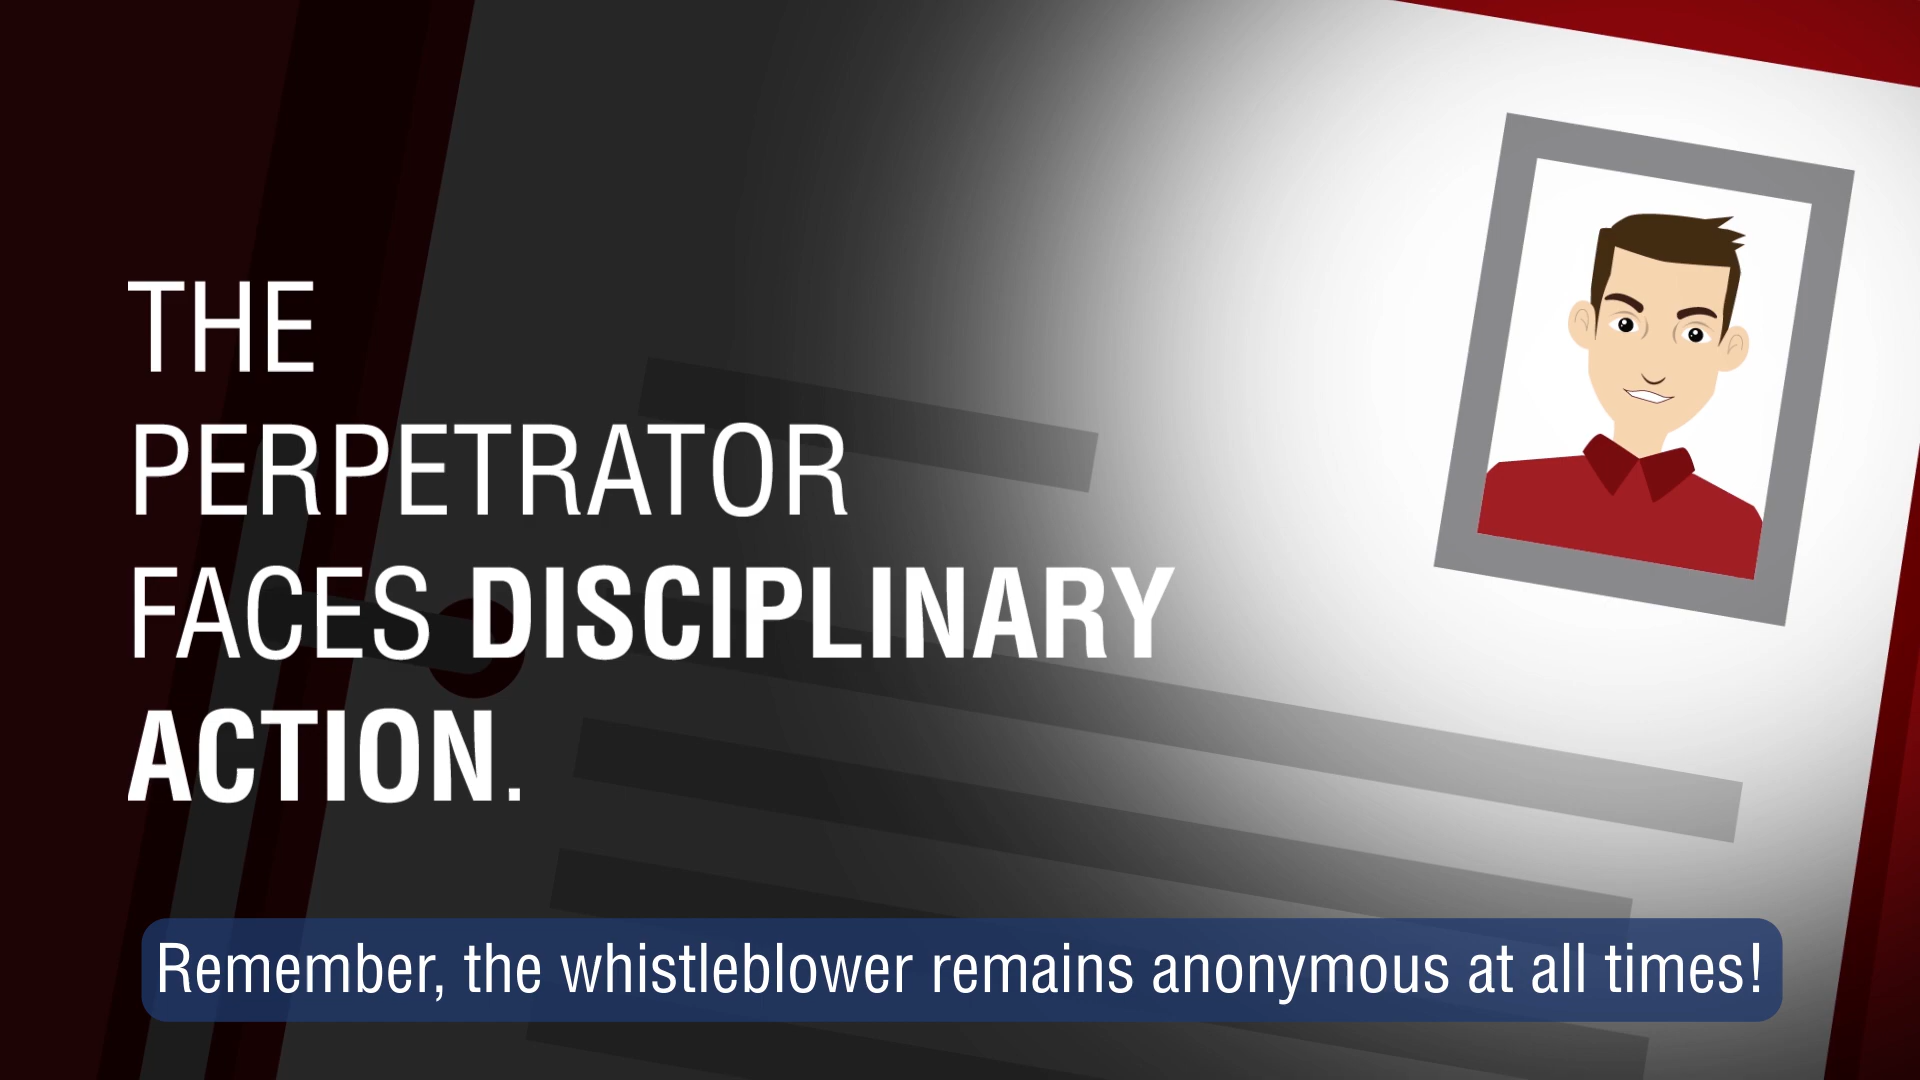 THE
PERPETRATOR
FACES DISCIPLINARY
ACTION.
Remember, the whistleblower remains anonymous at all times!